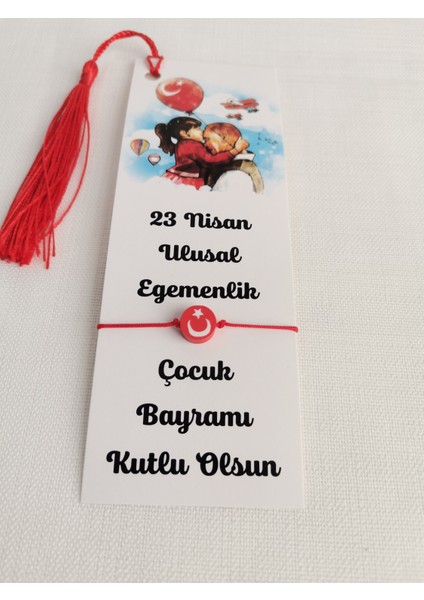 23 Nisan
Ulusal
Egemenlik
Çocuk
Bayramı
Kutlu Olsun